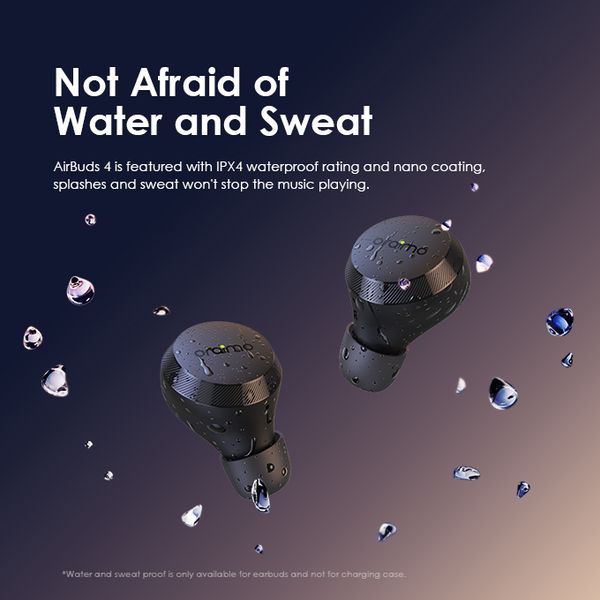 Not Afraid of
Water and Sweat
AirBuds 4 is featured with IPX4 waterproof rating and nano coating,
splashes and sweat won't stop the music playing.
oraimo
oraimo
*Water and sweat proof is only available for earbuds and not for charging case.